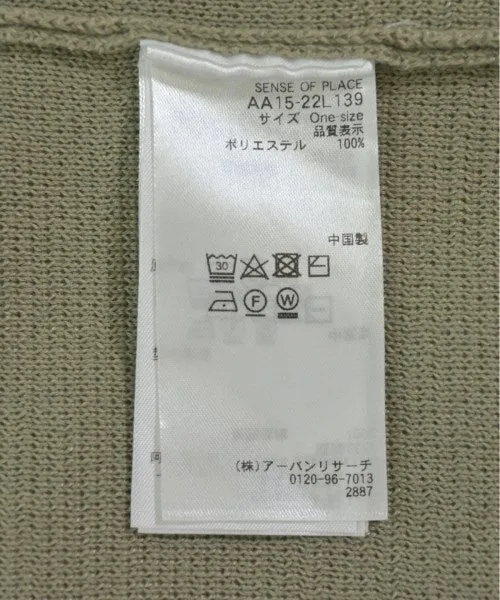 SENSE OF PLACE
AA15-22L139
サイズ One size
品質表示
ポリエステル 100%
中国製
30
F W
(株)アーバンリサーチ
0120-96-7013
2887